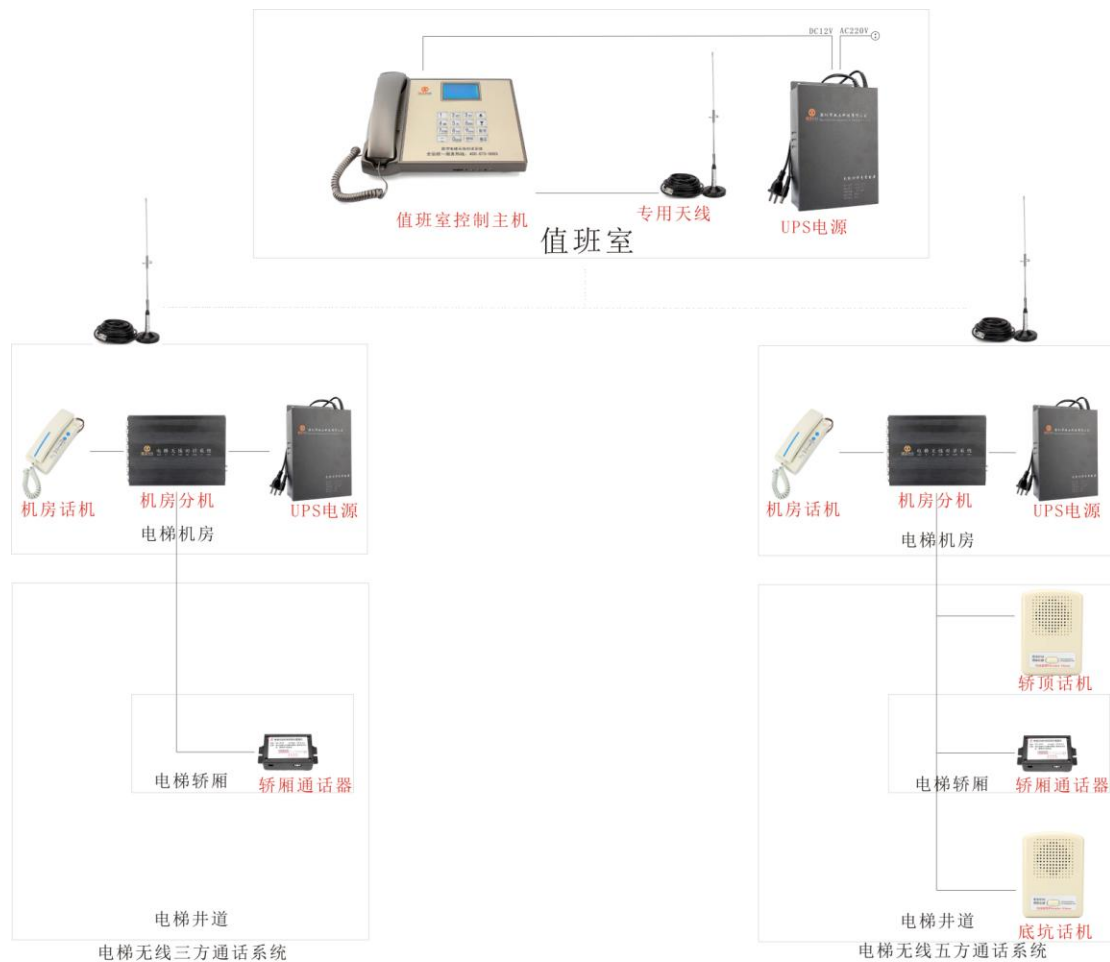 DC12V AC220V
值班室控制主机
专用天线
UPS电源
值班室
机房话机
机房分机
UPS电源
电梯机房
机房话机
机房分机
UPS电源
电梯机房
轿顶话机
电梯轿厢
轿厢通话器
电梯轿厢
轿厢通话器
电梯井道
电梯无线三方通话系统
底坑话机
电梯井道
电梯无线五方通话系统